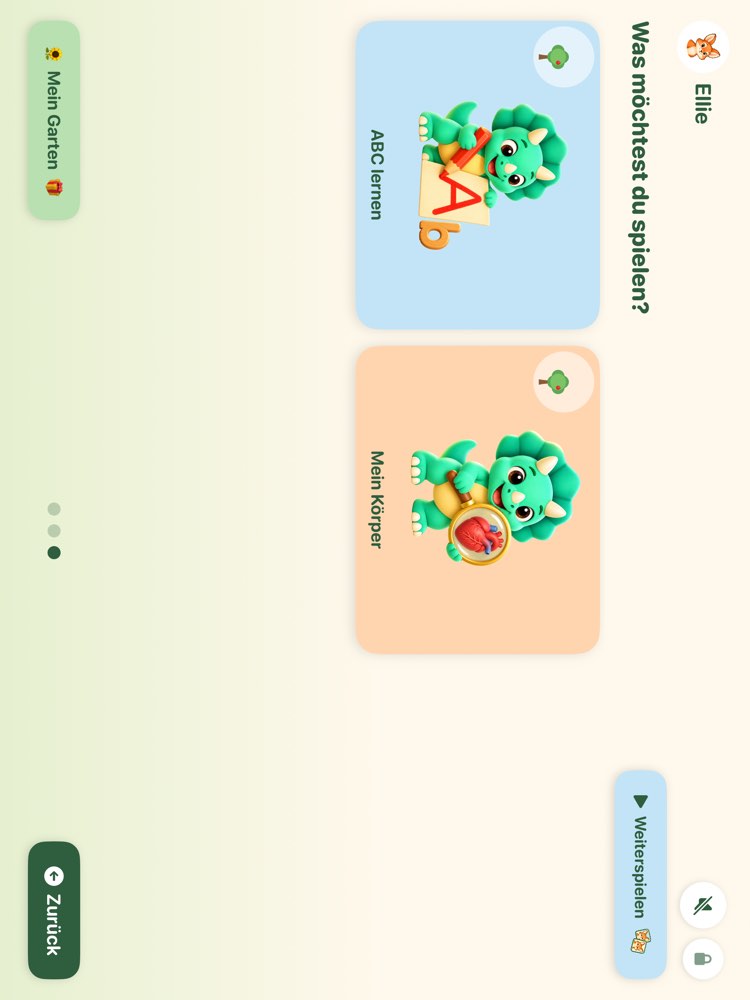 Ellie
Was möchtest du spielen?
Weiterspielen
A
b
ABC lernen
Mein Körper
Mein Garten
Zurück